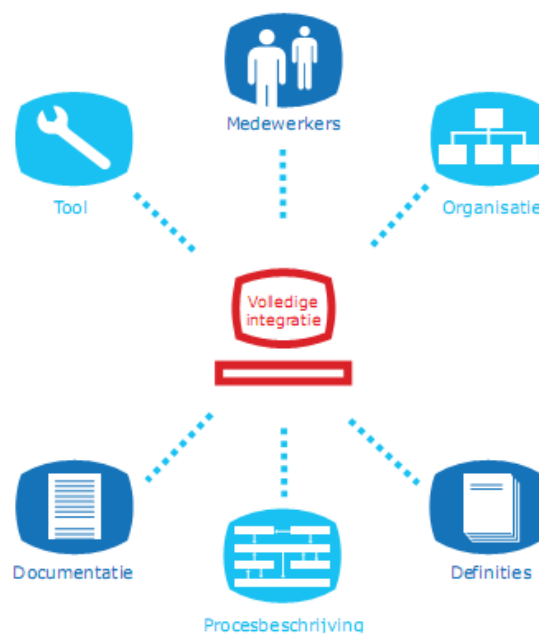 Medewerkers
Tool
Organisatie
Volledige
integratie
Documentatie
Definities
Procesbeschrijving